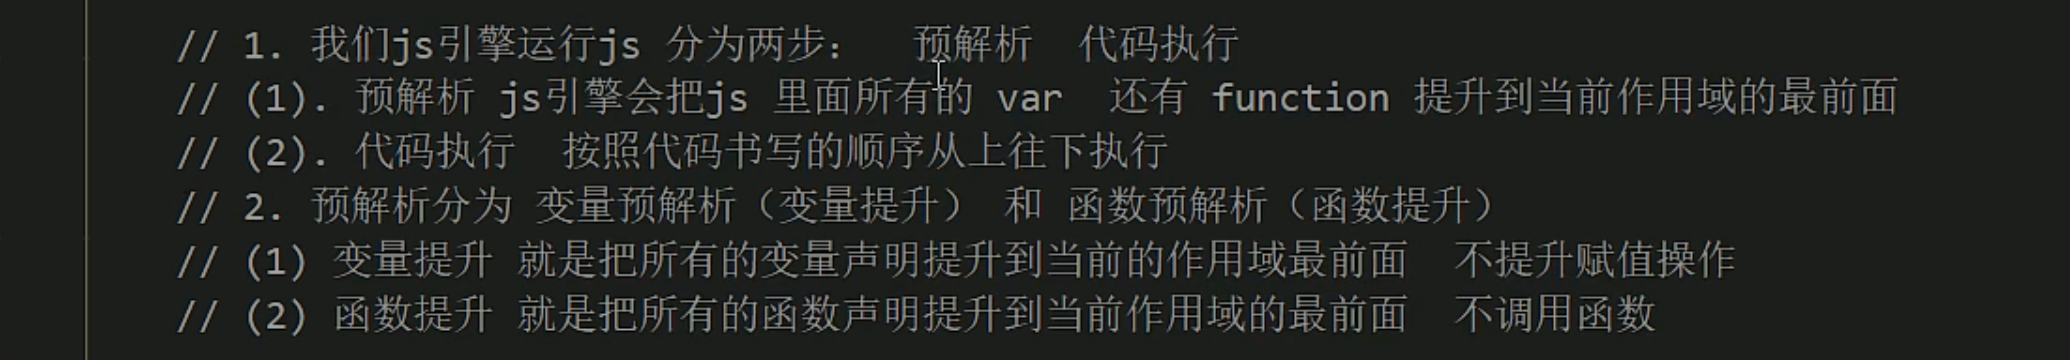 // 1. 我们js引擎运行js 分为两步： 预解析 代码执行
// (1). 预解析 js引擎会把js 里面所有的 var 还有 function 提升到当前作用域的最前面
// (2). 代码执行 按照代码书写的顺序从上往下执行
// 2. 预解析分为 变量预解析（变量提升） 和 函数预解析（函数提升）
// (1) 变量提升 就是把所有的变量声明提升到当前的作用域最前面 不提升赋值操作
// (2) 函数提升 就是把所有的函数声明提升到当前作用域的最前面 不调用函数